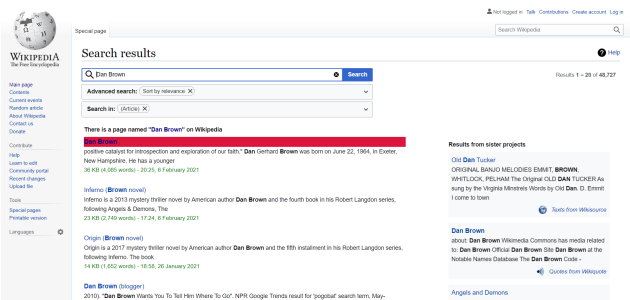 Not logged in Talk Contributions Create account Log in
Special page
Search Wikipedia
WIKIPEDIA
The Free Encyclopedia
Main page
Contents
Current events
Random article
About Wikipedia
Contact us
Donate
Contribute
Help
Learn to edit
Community portal
Recent changes
Upload file
Tools
Special pages
Printable version
Languages
Search results
Help
Dan Brown
Search
Results 1 – 20 of 48,727
Advanced search: Sort by relevance X
Search in: (Article) X
There is a page named "Dan Brown" on Wikipedia
Dan Brown
positive catalyst for introspection and exploration of our faith." Dan Gerhard Brown was born on June 22, 1964, in Exeter,
New Hampshire. He has a younger
36 KB (4,085 words) - 20:25, 6 February 2021
Inferno (Brown novel)
Inferno is a 2013 mystery thriller novel by American author Dan Brown and the fourth book in his Robert Langdon series,
following Angels & Demons, The
23 KB (2,749 words) - 17:24, 6 February 2021
Origin (Brown novel)
Origin is a 2017 mystery thriller novel by American author Dan Brown and the fifth installment in his Robert Langdon series,
following Inferno. The book
14 KB (1,652 words) - 18:58, 26 January 2021
Dan Brown (blogger)
2010). "Dan Brown Wants You To Tell Him Where To Go". NPR Google Trends result for 'pogobat' search term, May-
Results from sister projects
Old Dan Tucker
ORIGINAL BANJO MELODIES EMMIT, BROWN,
WHITLOCK, PELHAM The Original OLD DAN TUCKER As
sung by the Virginia Minstrels Words by Old Dan. D. Emmit
I come to town
Texts from Wikisource
Dan Brown
about: Dan Brown Wikimedia Commons has media related
to: Dan Brown Official Dan Brown Site Dan Brown at the
Notable Names Database The Dan Brown Code -
Quotes from Wikiquote
Angels and Demons